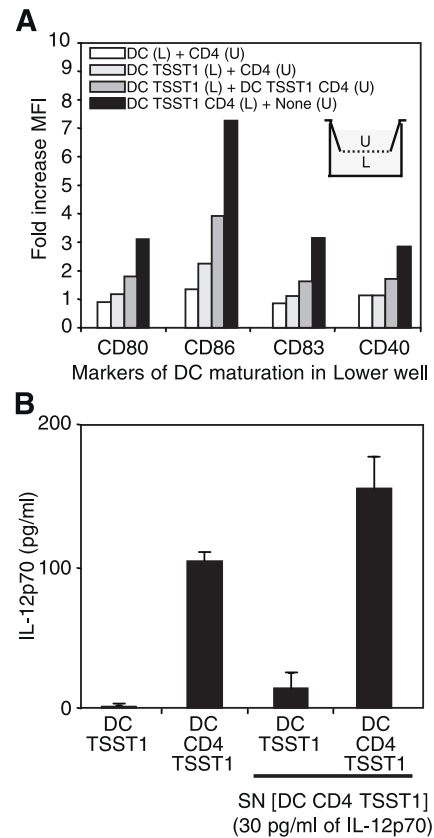 A
10
9
8
7
6
5
4
3
2
1
0
Fold increase MFI
DC (L) + CD4 (U)
DC TSST1 (L) + CD4 (U)
DC TSST1 (L) + DC TSST1 CD4 (U)
DC TSST1 CD4 (L) + None (U)
U
L
CD80 CD86 CD83 CD40
Markers of DC maturation in Lower well
B
200
100
0
IL-12p70 (pg/ml)
DC DC DC DC
TSST1 CD4 TSST1 CD4
TSST1 TSST1
SN [DC CD4 TSST1]
(30 pg/ml of IL-12p70)